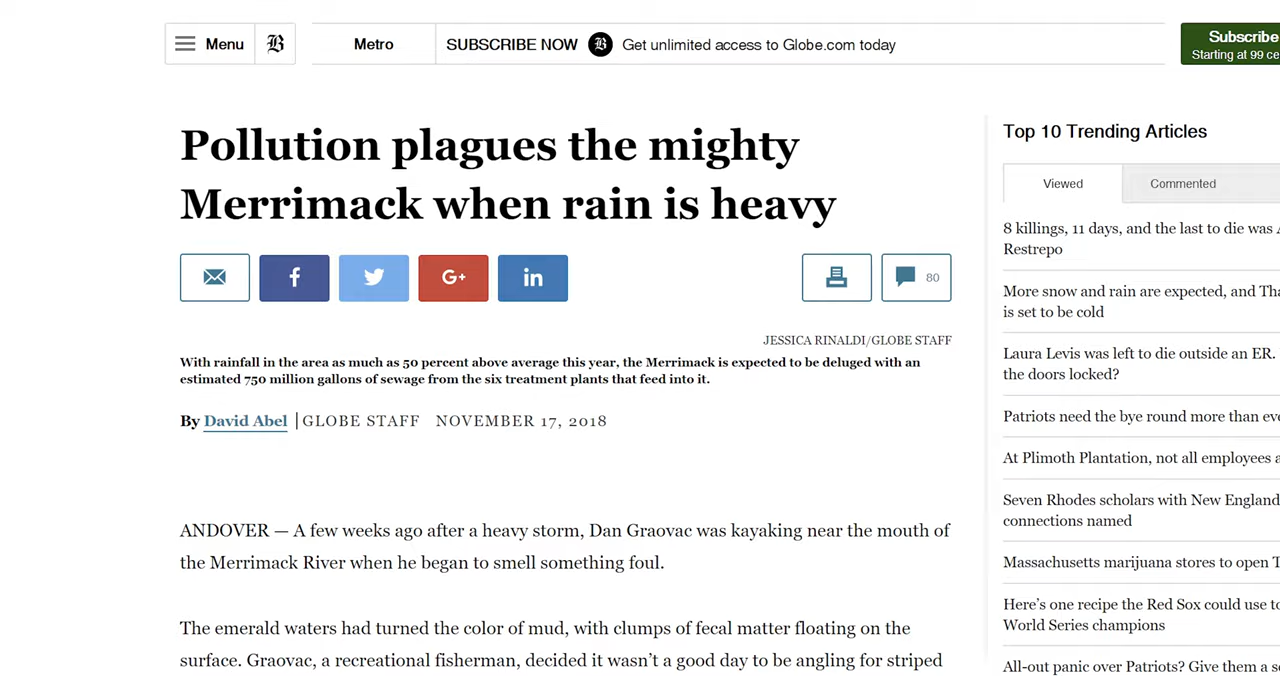 Menu
Metro
SUBSCRIBE NOW
Get unlimited access to Globe.com today
Subscribe
Starting at 99
Pollution plagues the mighty
Merrimack when rain is heavy
f
G+
in
80
JESSICA RINALDI/GLOBE STAFF
With rainfall in the area as much as 50 percent above average this year, the Merrimack is expected to be deluged with an
estimated 750 million gallons of sewage from the six treatment plants that feed into it.
By David Abel | GLOBE STAFF NOVEMBER 17, 2018
ANDOVER — A few weeks ago after a heavy storm, Dan Graovac was kayaking near the mouth of
the Merrimack River when he began to smell something foul.
The emerald waters had turned the color of mud, with clumps of fecal matter floating on the
surface. Graovac, a recreational fisherman, decided it wasn't a good day to be angling for striped
Top 10 Trending Articles
Viewed
Commented
8 killings, 11 days, and the last to die was
Restrepo
More snow and rain are expected, and
is set to be cold
Laura Levis was left to die outside an ER.
the doors locked?
Patriots need the bye round more than
At Plimoth Plantation, not all employees
Seven Rhodes scholars with New England
connections named
Massachusetts marijuana stores to open
Here's one recipe the Red Sox could use
World Series champions
All-out panic over Patriots? Give them a